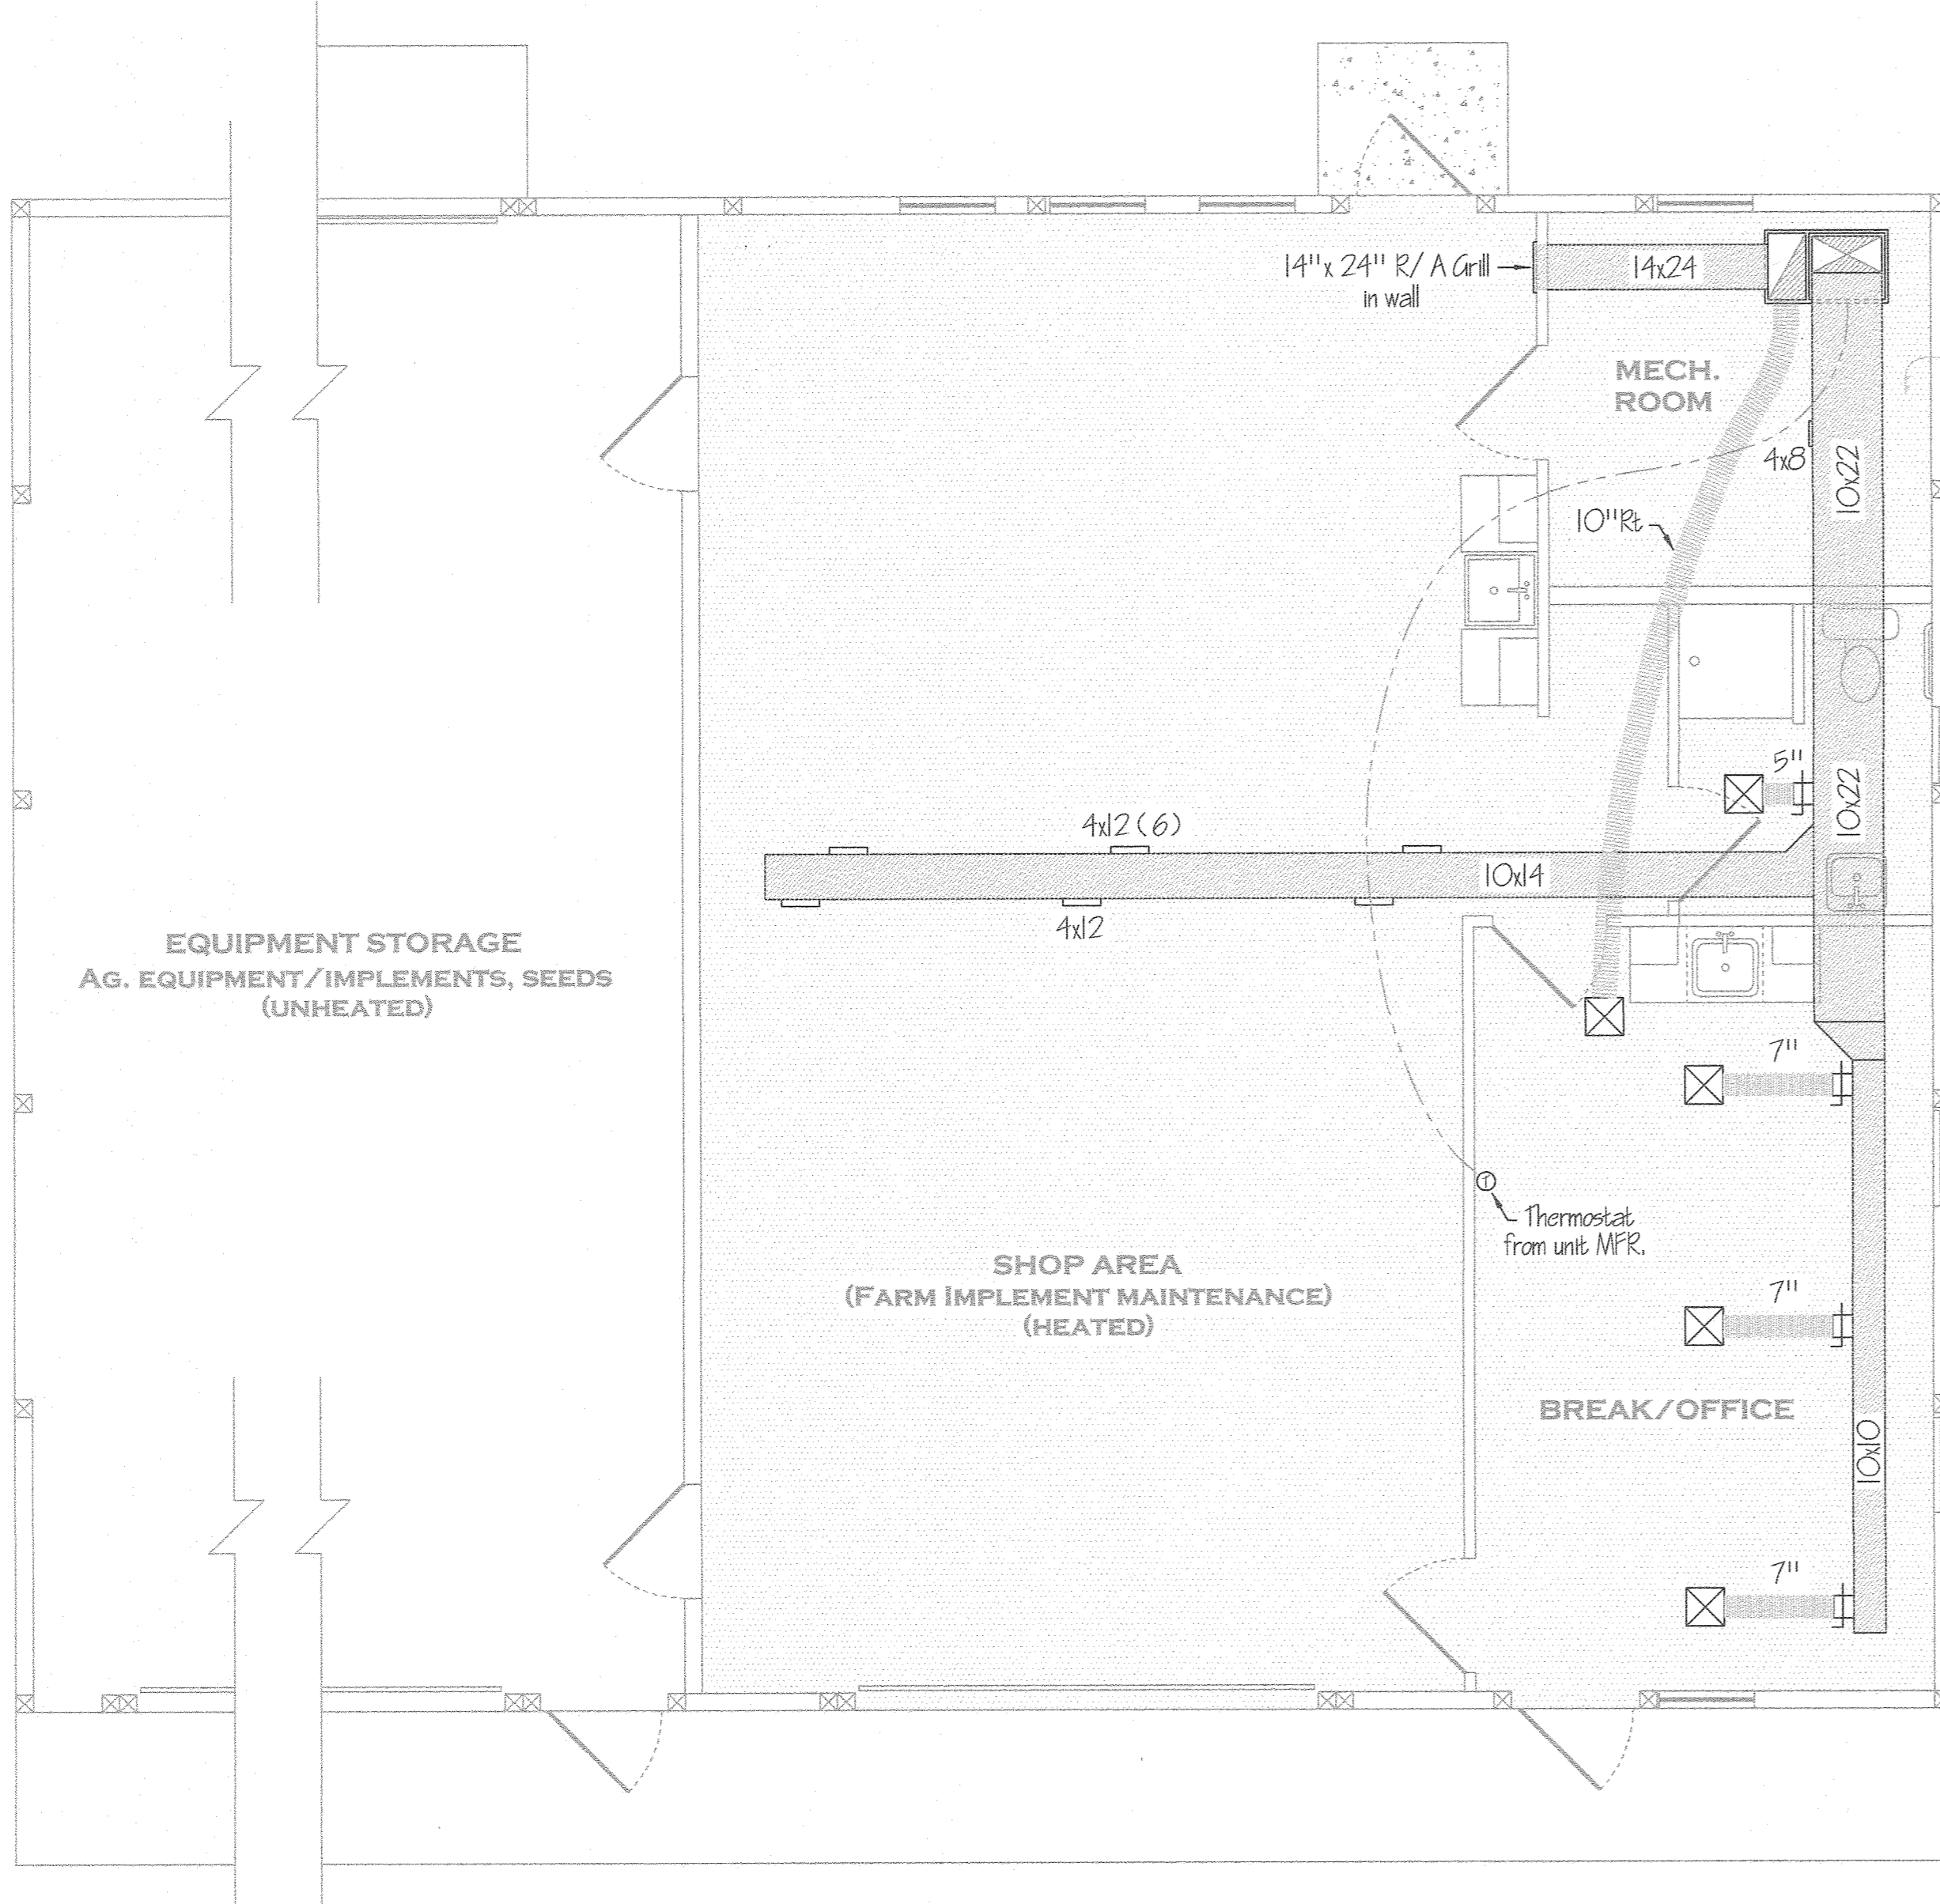 14"x 24" R/A Grill
in wall
14x24
MECH.
ROOM
4x8
10x22
10"Rt
5"
10x22
4x12 (6)
10x14
4x12
EQUIPMENT STORAGE
AG. EQUIPMENT/IMPLEMENTS, SEEDS
(UNHEATED)
7"
T
Thermostat
from unit MFR.
SHOP AREA
(FARM IMPLEMENT MAINTENANCE)
(HEATED)
7"
BREAK/OFFICE
10x10
7"